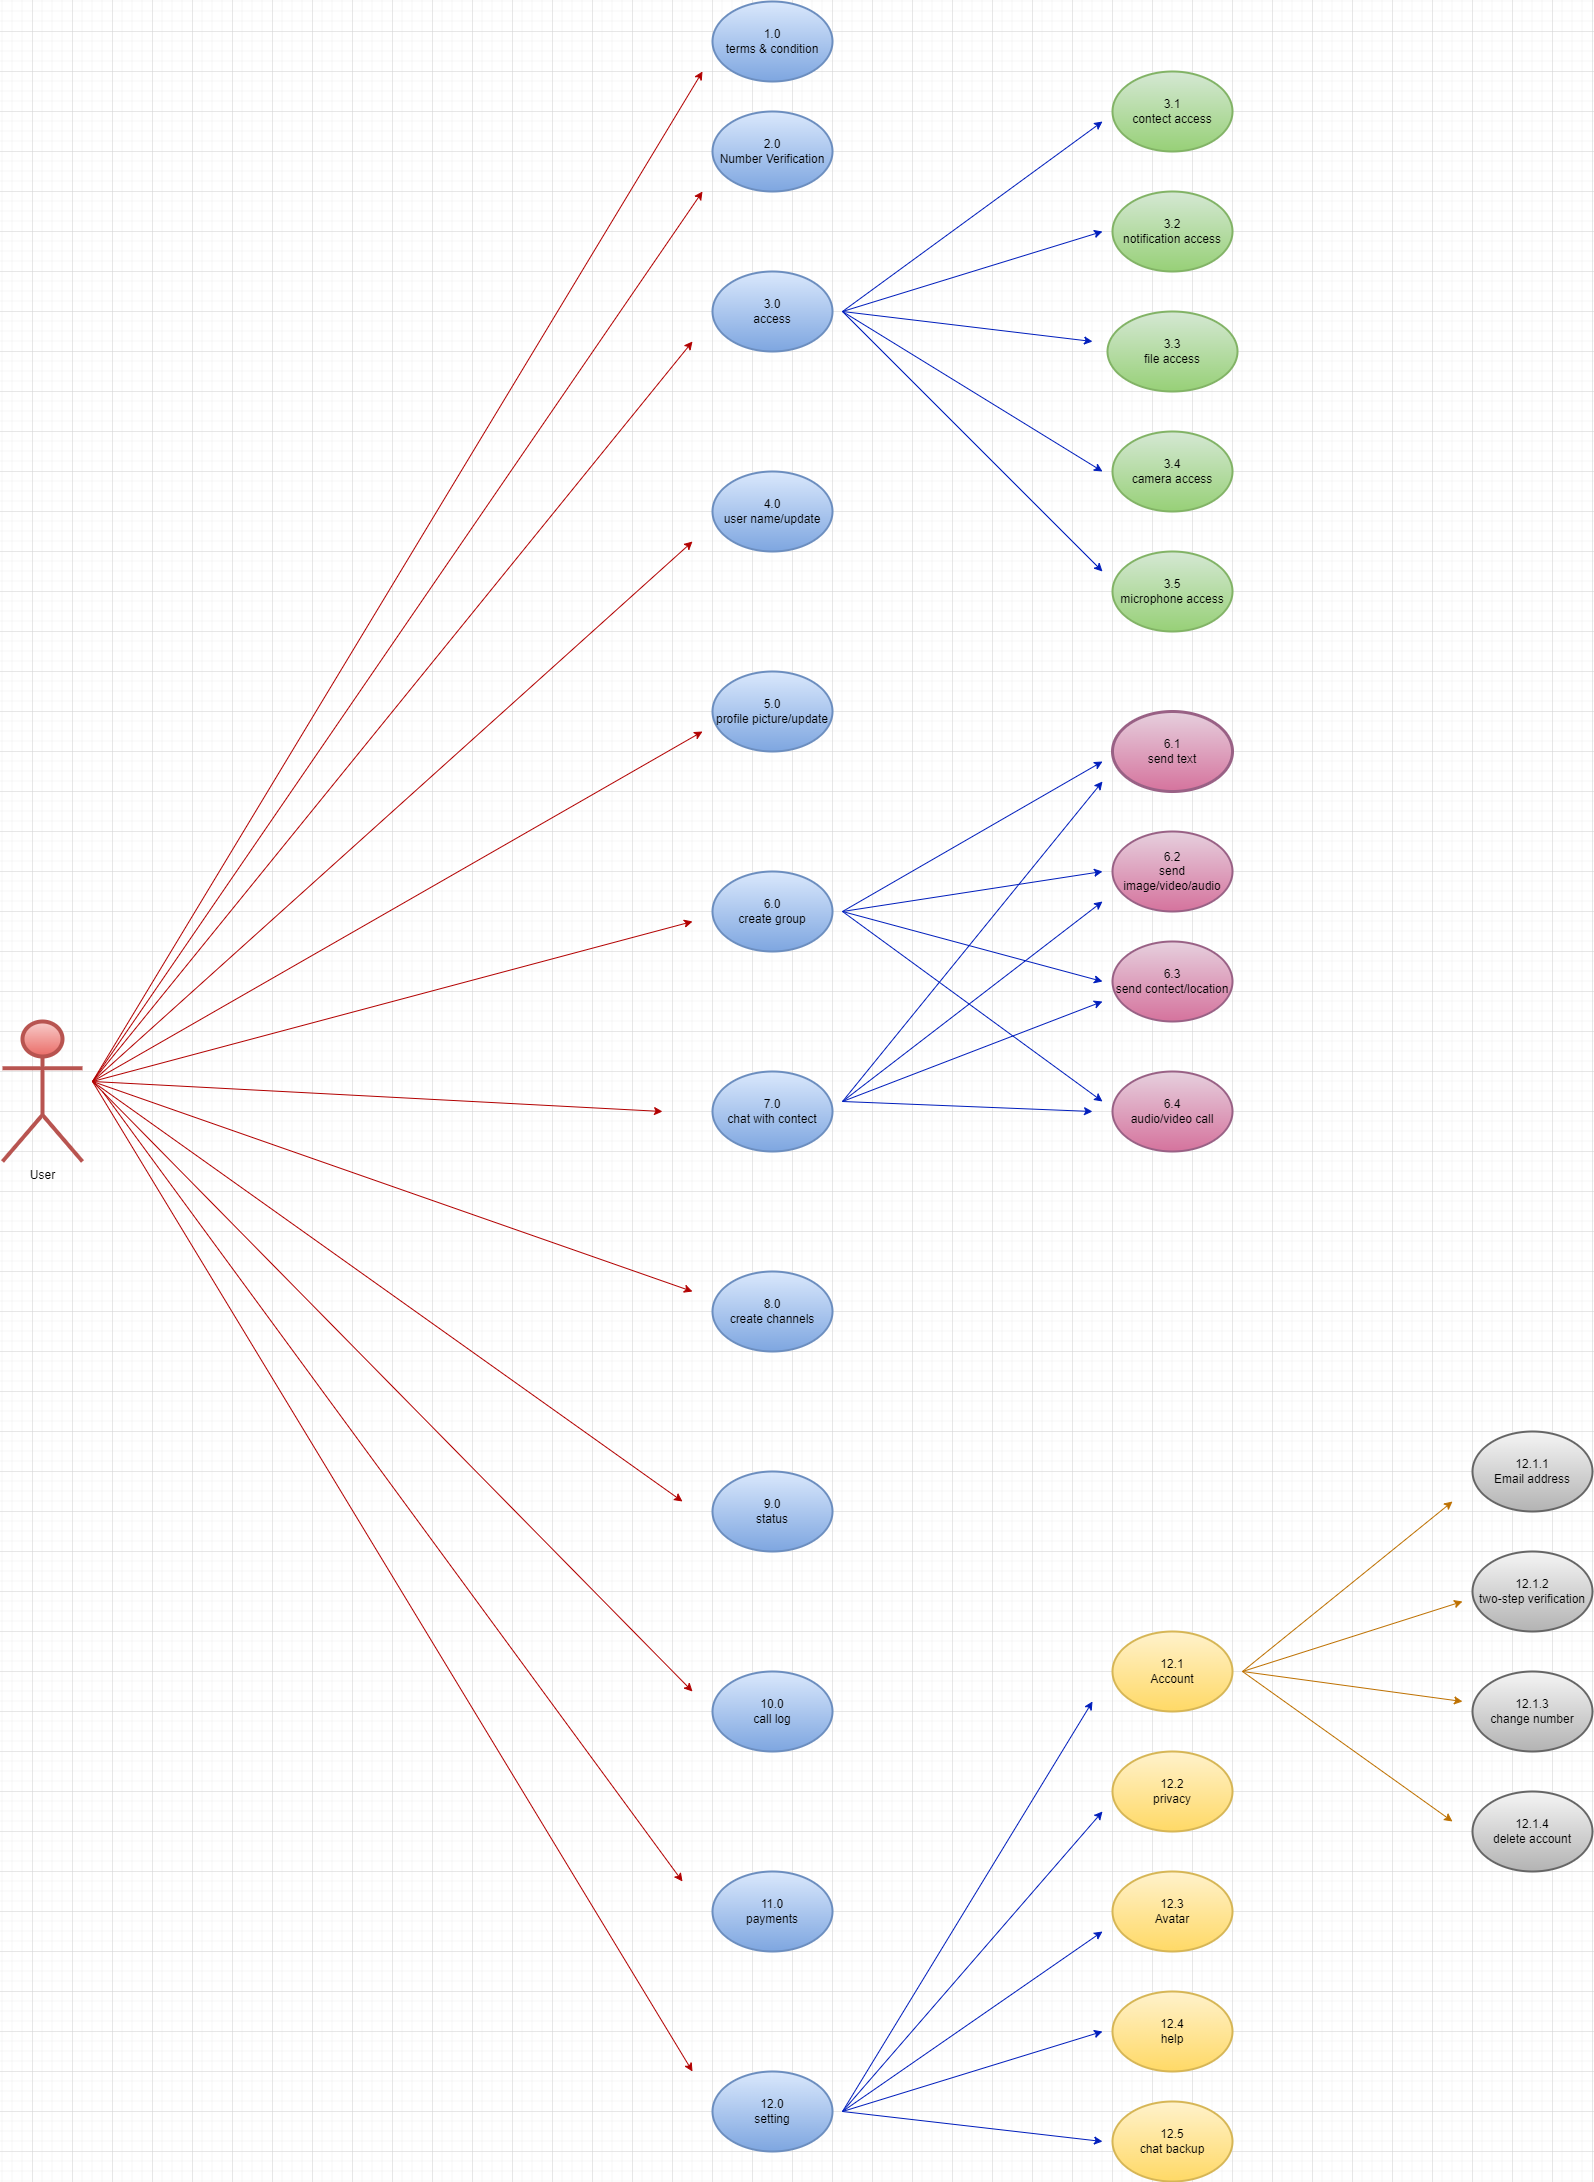 1.0
terms & condition
2.0
Number Verification
3.0
access
3.1
contect access
3.2
notification access
3.3
file access
3.4
camera access
3.5
microphone access
4.0
user name/update
5.0
profile picture/update
6.0
create group
6.1
send text
6.2
send
image/video/audio
6.3
send contect/location
6.4
audio/video call
7.0
chat with contect
User
8.0
create channels
9.0
status
10.0
call log
11.0
payments
12.0
setting
12.1
Account
12.2
privacy
12.3
Avatar
12.4
help
12.5
chat backup
12.1.1
Email address
12.1.2
two-step verification
12.1.3
change number
12.1.4
delete account